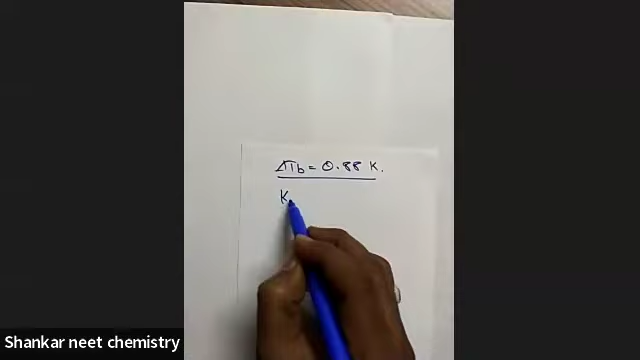 ΔTb = 0.88 K.
K
Shankar neet chemistry